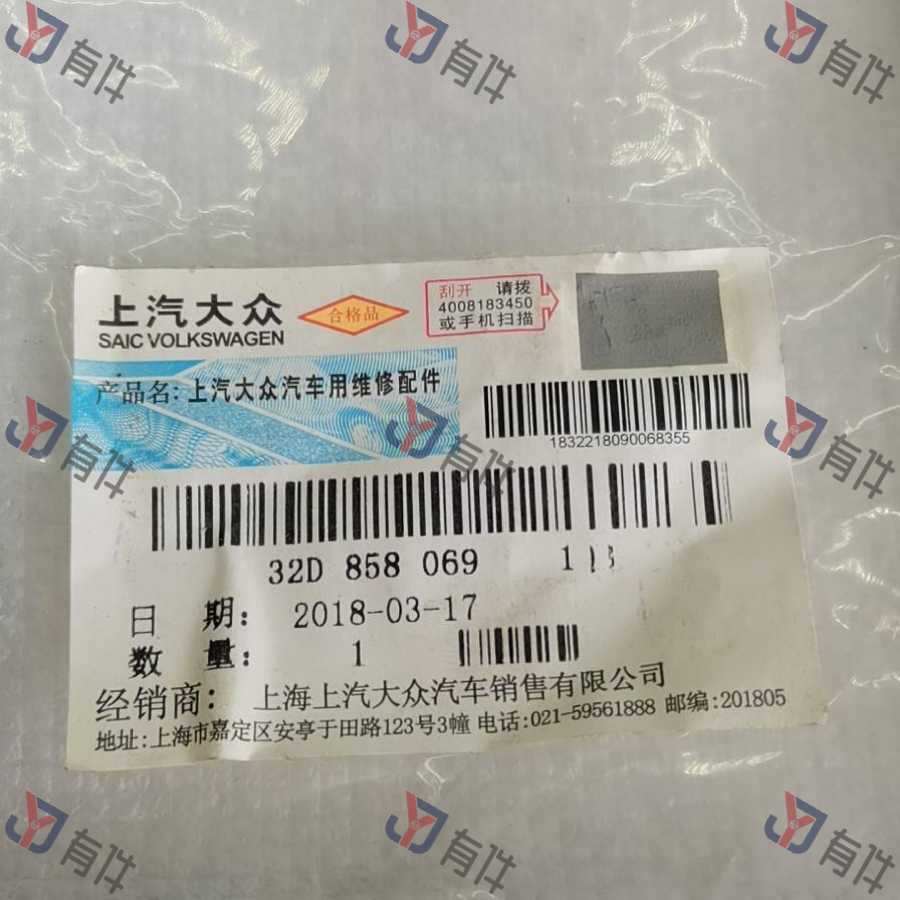 有件
有件
有件
上汽大众
SAIC VOLKSWAGEN
合格品
刮开 请拨
4008183450
或手机扫描
产品名: 上汽大众汽车用维修配件
1832218090068355
有件
有件
有件
32D 858 069 1
日 期: 2018-03-17
数 量: 1
经销商: 上海上汽大众汽车销售有限公司
地址:上海市嘉定区安亭于田路123号3幢 电话:021-59561888 邮编:201805
有件
有件
有件